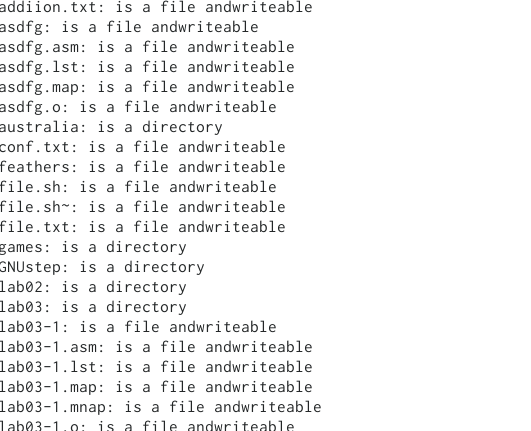 addiion.txt: is a file andwriteable
asdfg: is a file andwriteable
asdfg.asm: is a file andwriteable
asdfg.lst: is a file andwriteable
asdfg.map: is a file andwriteable
asdfg.o: is a file andwriteable
australia: is a directory
conf.txt: is a file andwriteable
feathers: is a file andwriteable
file.sh: is a file andwriteable
file.sh~: is a file andwriteable
file.txt: is a file andwriteable
games: is a directory
GNUstep: is a directory
lab02: is a directory
lab03: is a directory
lab03-1: is a file andwriteable
lab03-1.asm: is a file andwriteable
lab03-1.lst: is a file andwriteable
lab03-1.map: is a file andwriteable
lab03-1.mnap: is a file andwriteable
lab03-1.o: is a file andwriteable